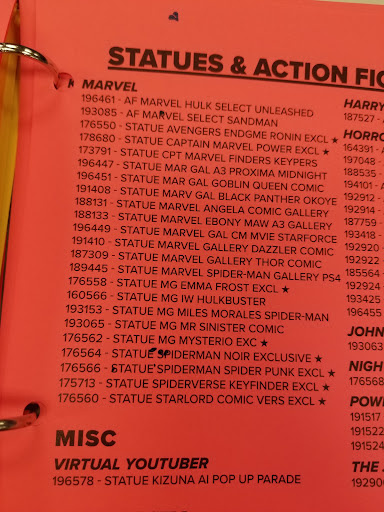 STATUES & ACTION FIG
MARVEL
196461 - AF MARVEL HULK SELECT UNLEASHED
193085 - AF MARVEL SELECT SANDMAN
176550 - STATUE AVENGERS ENDGME RONIN EXCL ★
178680 - STATUE CAPTAIN MARVEL POWER EXCL ★
173791 - STATUE CPT MARVEL FINDERS KEYPERS
196447 - STATUE MAR GAL A3 PROXIMA MIDNIGHT
196451 - STATUE MAR GAL GOBLIN QUEEN COMIC
191408 - STATUE MARV GAL BLACK PANTHER OKOYE
188131 - STATUE MARVEL ANGELA COMIC GALLERY
188133 - STATUE MARVEL EBONY MAW A3 GALLERY
196449 - STATUE MARVEL GAL CM MVIE STARFORCE
191410 - STATUE MARVEL GALLERY DAZZLER COMIC
187309 - STATUE MARVEL GALLERY THOR COMIC
189445 - STATUE MARVEL SPIDER-MAN GALLERY PS4
176558 - STATUE MG EMMA FROST EXCL ★
160566 - STATUE MG IW HULKBUSTER
193153 - STATUE MG MILES MORALES SPIDER-MAN
193065 - STATUE MG MR SINISTER COMIC
176562 - STATUE MG MYSTERIO EXC ★
176564 - STATUE SPIDERMAN NOIR EXCLUSIVE ★
176566 - STATUE SPIDERMAN SPIDER PUNK EXCL ★
175713 - STATUE SPIDERVERSE KEYFINDER EXCL ★
176560 - STATUE STARLORD COMIC VERS EXCL ★
MISC
VIRTUAL YOUTUBER
196578 - STATUE KIZUNA AI POP UP PARADE
HARRY
187527 - A
HORRO
164391 - A
197048 -
188535 -
194101 - A
192912 -
192914 -
187759 -
193418 -
192920 -
192922 -
185564
192924
193425
196455
JOHN
193063
NIGH
176568
POW
191517
191522
191524
THE
192900